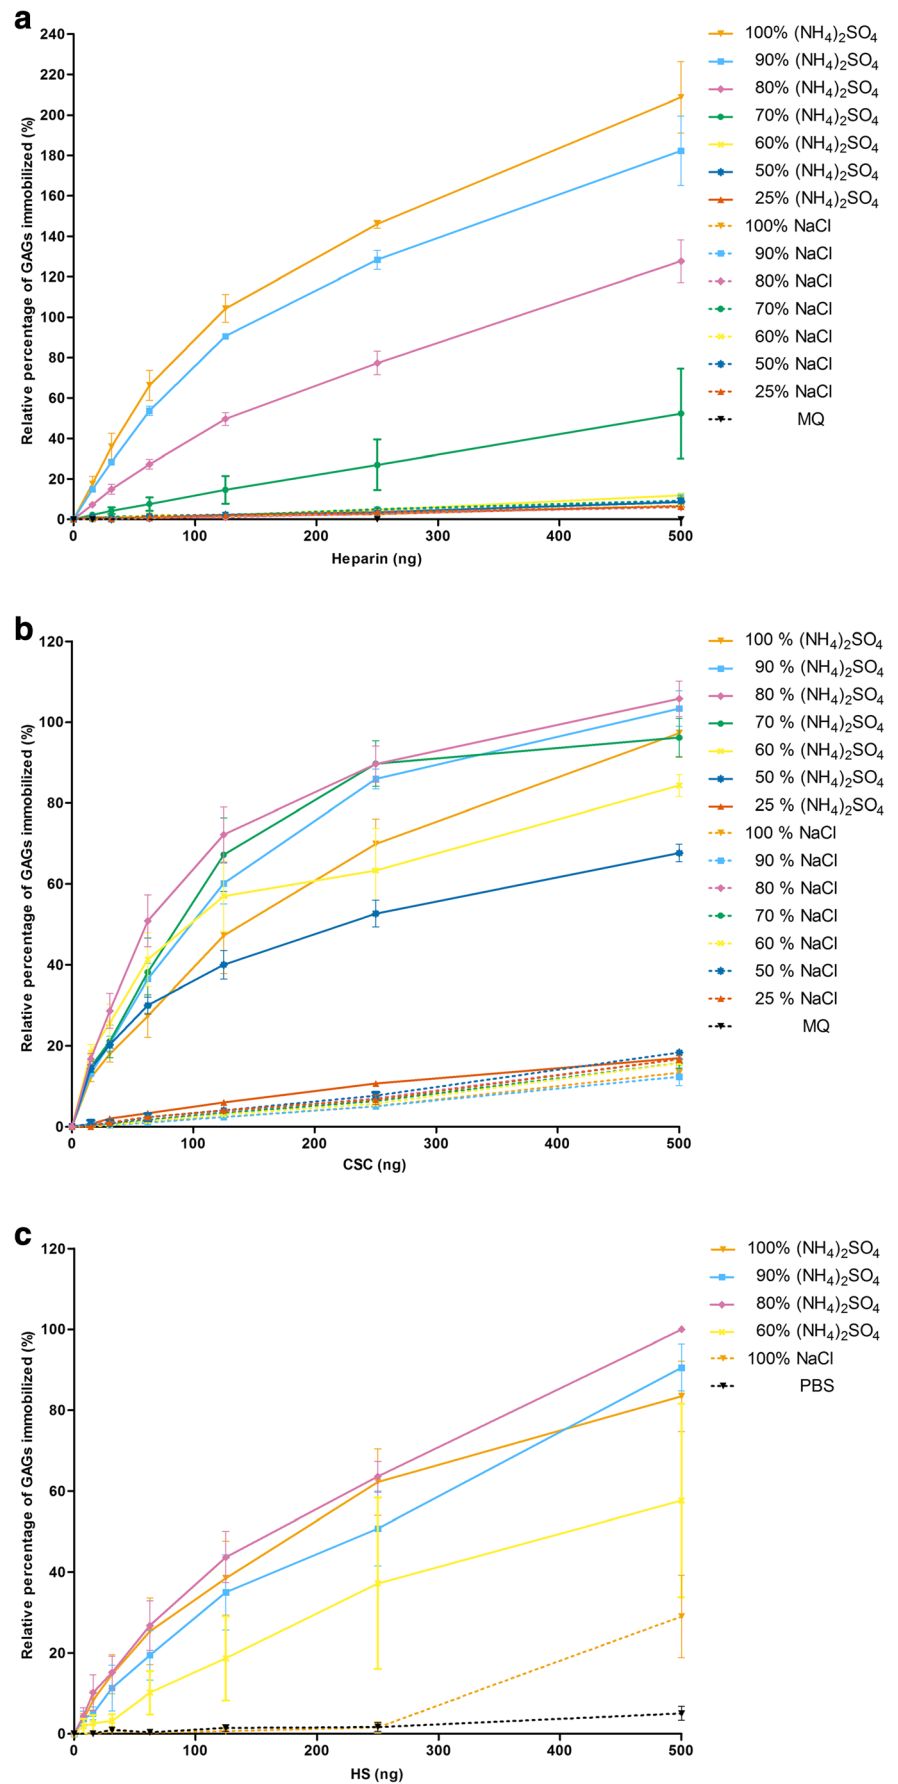 a
Relative percentage of GAGs immobilized (%)
240
220
200
180
160
140
120
100
80
60
40
20
0
0 100 200 300 400 500
Heparin (ng)
100% (NH4)2SO4
90% (NH4)2SO4
80% (NH4)2SO4
70% (NH4)2SO4
60% (NH4)2SO4
50% (NH4)2SO4
25% (NH4)2SO4
100% NaCl
90% NaCl
80% NaCl
70% NaCl
60% NaCl
50% NaCl
25% NaCl
MQ
b
Relative percentage of GAGs immobilized (%)
120
100
80
60
40
20
0
0 100 200 300 400 500
CSC (ng)
100 % (NH4)2SO4
90 % (NH4)2SO4
80 % (NH4)2SO4
70 % (NH4)2SO4
60 % (NH4)2SO4
50 % (NH4)2SO4
25 % (NH4)2SO4
100 % NaCl
90 % NaCl
80 % NaCl
70 % NaCl
60 % NaCl
50 % NaCl
25 % NaCl
MQ
c
Relative percentage of GAGs immobilized (%)
120
100
80
60
40
20
0
0 100 200 300 400 500
HS (ng)
100% (NH4)2SO4
90% (NH4)2SO4
80% (NH4)2SO4
60% (NH4)2SO4
100% NaCl
PBS